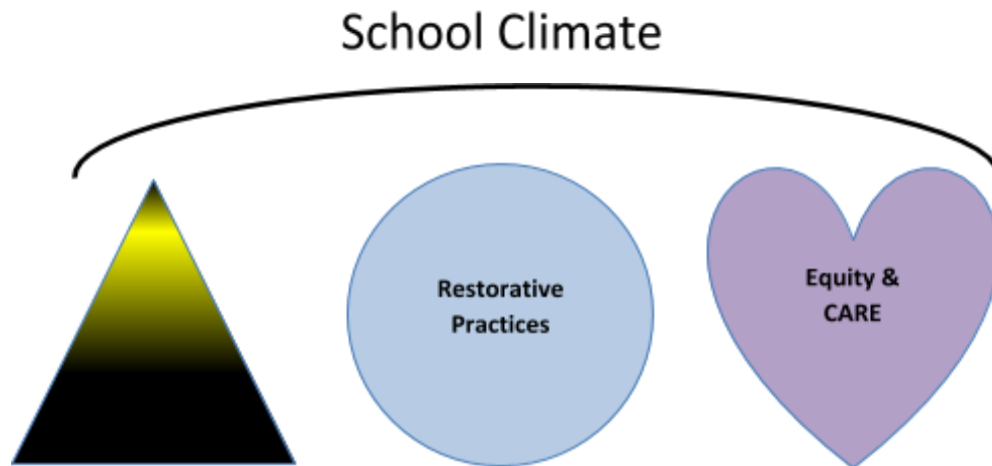 School Climate
Restorative
Practices
Equity &
CARE